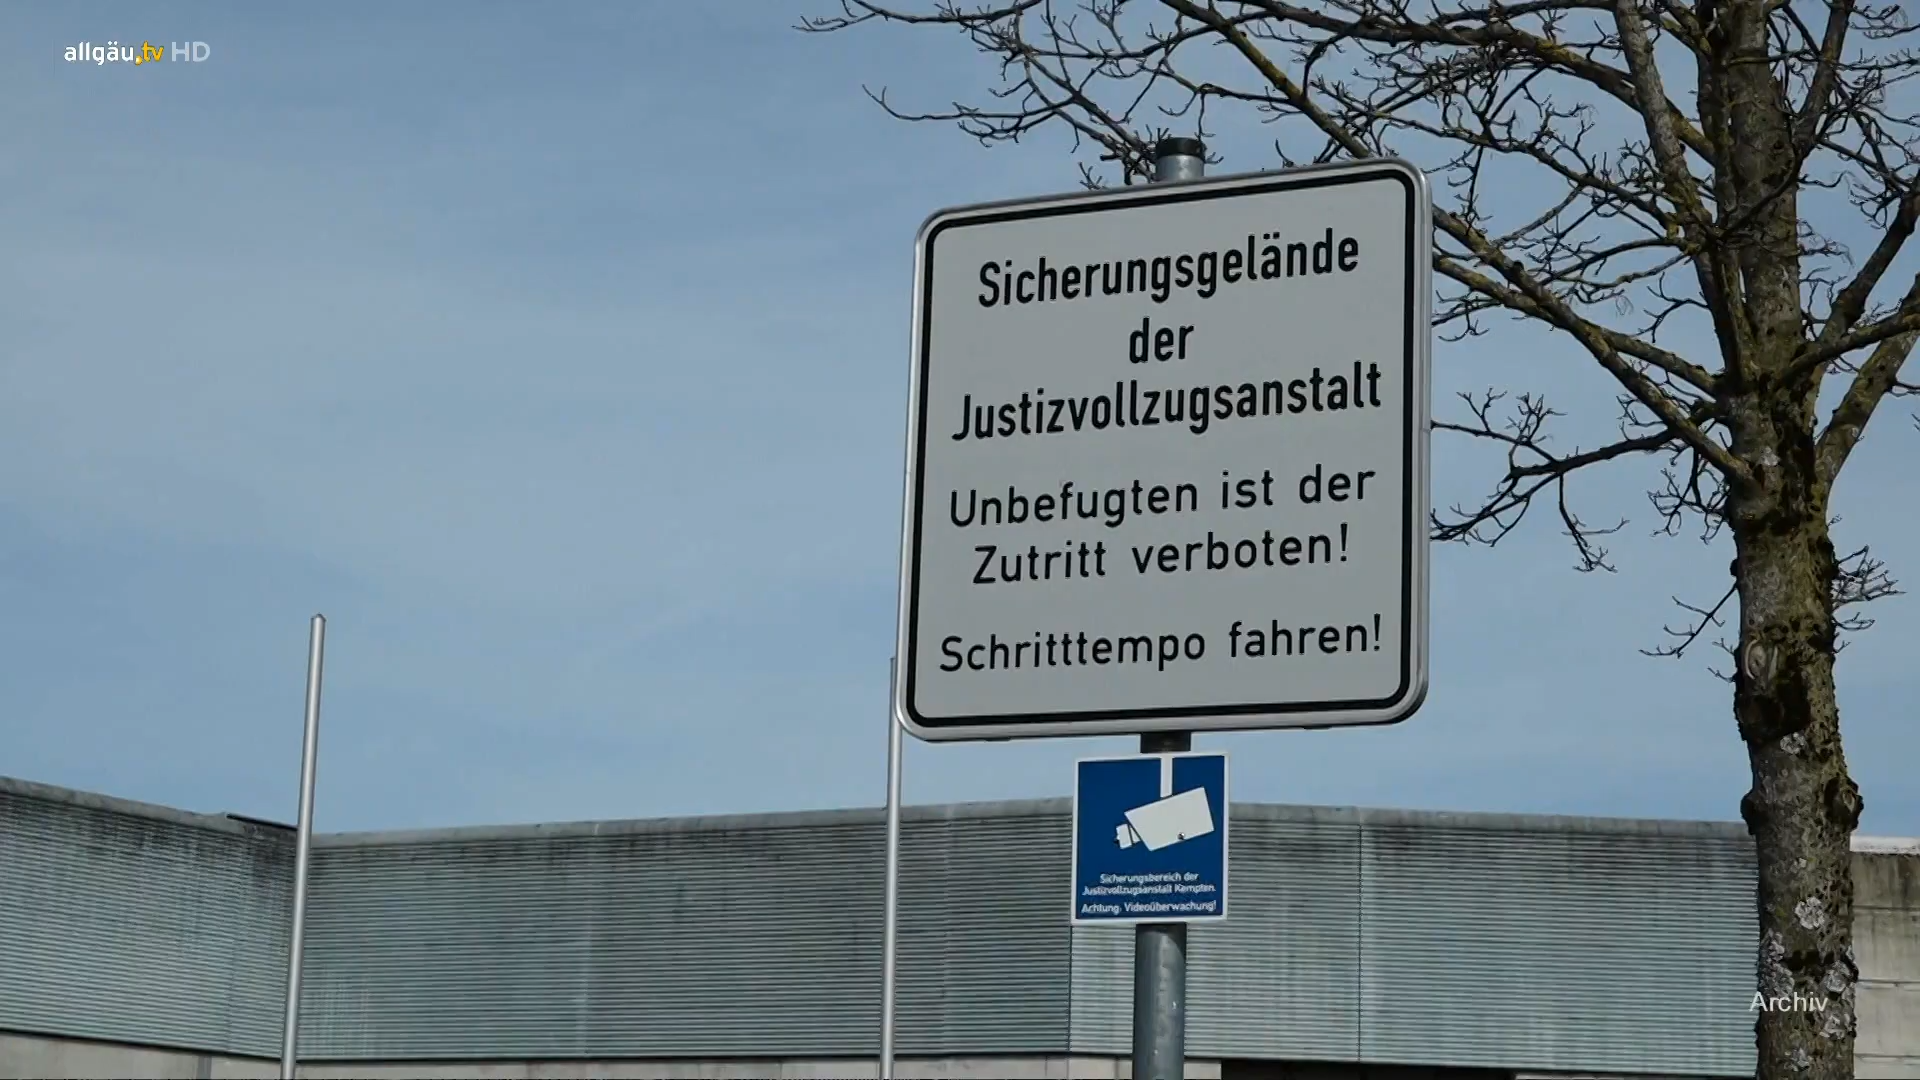 allgäu.tv HD
Sicherungsgelände
der
Justizvollzugsanstalt
Unbefugten ist der
Zutritt verboten!
Schritttempo fahren!
Sicherungsbereich der
Justizvollzugsanstalt Kempten.
Achtung: Videoüberwachung!
Archiv